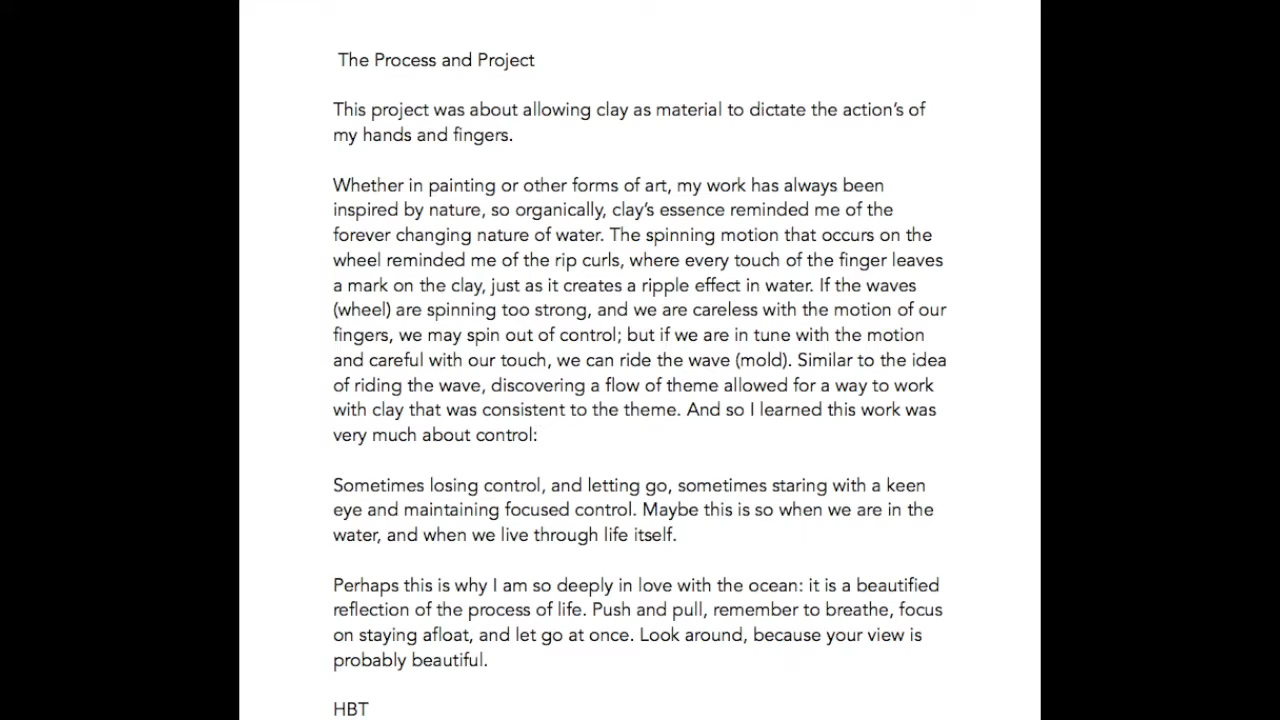 The Process and Project
This project was about allowing clay as material to dictate the action’s of
my hands and fingers.
Whether in painting or other forms of art, my work has always been
inspired by nature, so organically, clay’s essence reminded me of the
forever changing nature of water. The spinning motion that occurs on the
wheel reminded me of the rip curls, where every touch of the finger leaves
a mark on the clay, just as it creates a ripple effect in water. If the waves
(wheel) are spinning too strong, and we are careless with the motion of our
fingers, we may spin out of control; but if we are in tune with the motion
and careful with our touch, we can ride the wave (mold). Similar to the idea
of riding the wave, discovering a flow of theme allowed for a way to work
with clay that was consistent to the theme. And so I learned this work was
very much about control:
Sometimes losing control, and letting go, sometimes staring with a keen
eye and maintaining focused control. Maybe this is so when we are in the
water, and when we live through life itself.
Perhaps this is why I am so deeply in love with the ocean: it is a beautified
reflection of the process of life. Push and pull, remember to breathe, focus
on staying afloat, and let go at once. Look around, because your view is
probably beautiful.
HBT